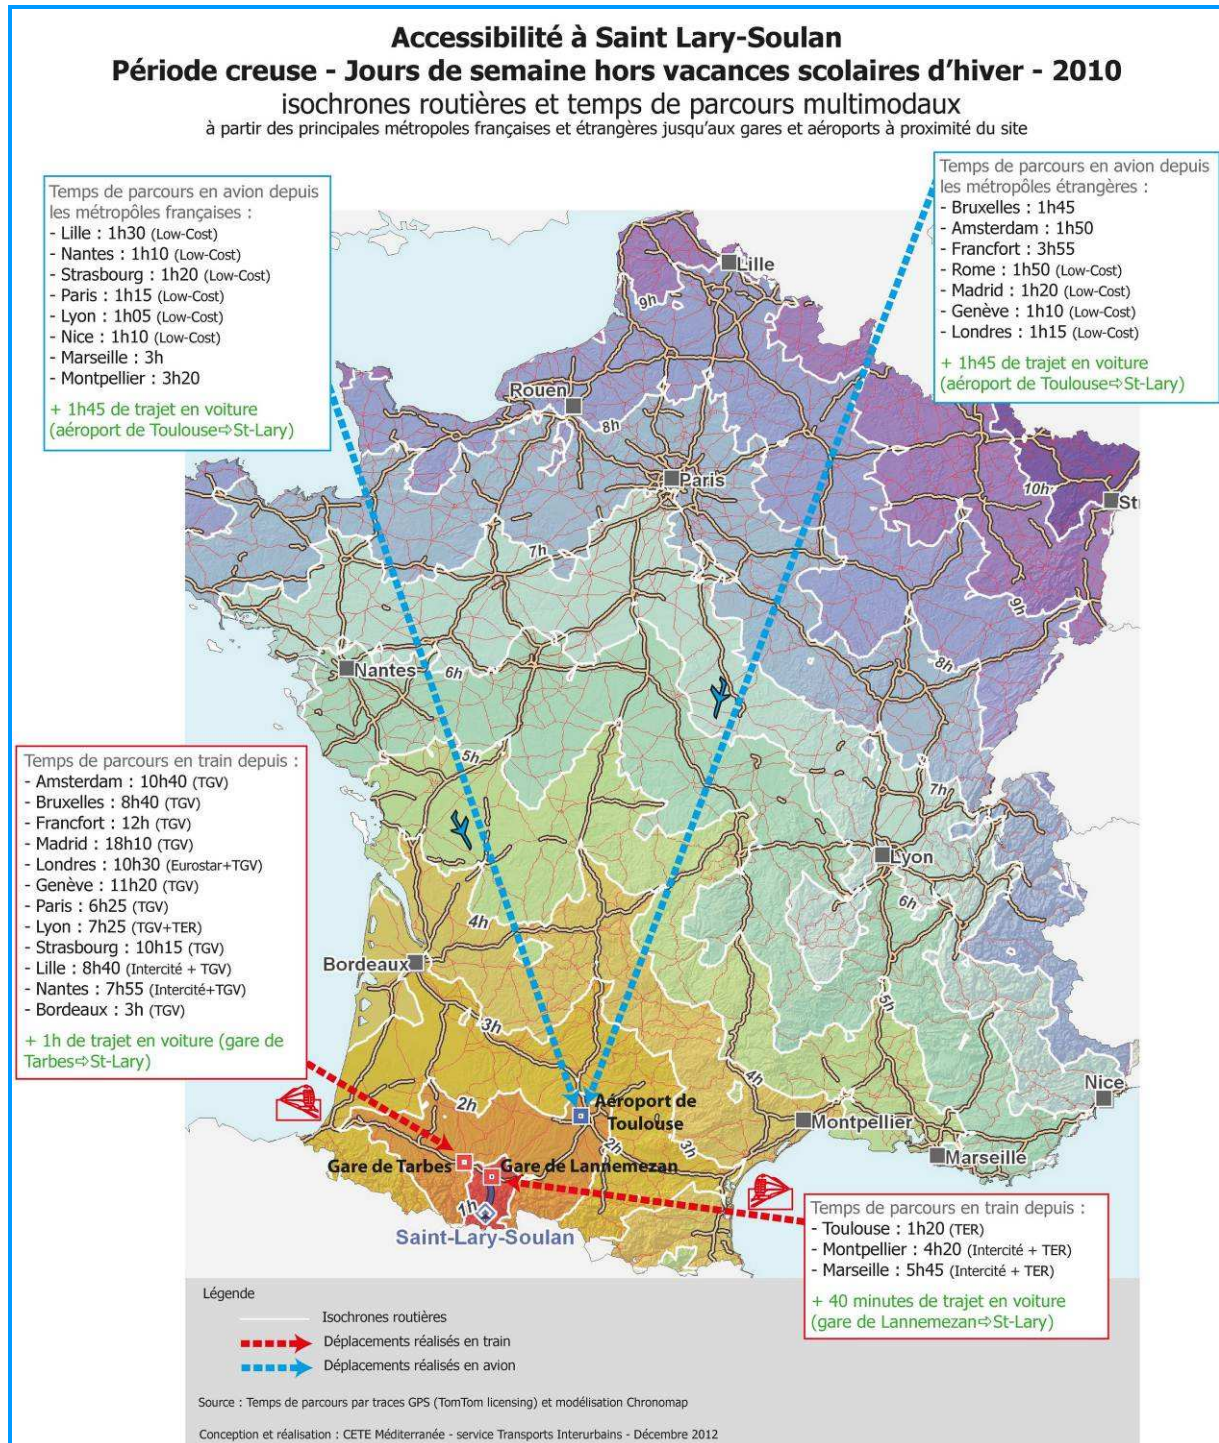 Accessibilité à Saint Lary-Soulan
Période creuse - Jours de semaine hors vacances scolaires d'hiver - 2010
isochrones routières et temps de parcours multimodaux
à partir des principales métropoles françaises et étrangères jusqu'aux gares et aéroports à proximité du site
Temps de parcours en avion depuis
les métropôles françaises :
- Lille : 1h30 (Low-Cost)
- Nantes : 1h10 (Low-Cost)
- Strasbourg : 1h20 (Low-Cost)
- Paris : 1h15 (Low-Cost)
- Lyon : 1h05 (Low-Cost)
- Nice : 1h10 (Low-Cost)
- Marseille : 3h
- Montpellier : 3h20
+ 1h45 de trajet en voiture
(aéroport de Toulouse⇨St-Lary)
Temps de parcours en avion depuis
les métropôles étrangères :
- Bruxelles : 1h45
- Amsterdam : 1h50
- Francfort : 3h55
- Rome : 1h50 (Low-Cost)
- Madrid : 1h20 (Low-Cost)
- Genève : 1h10 (Low-Cost)
- Londres : 1h15 (Low-Cost)
+ 1h45 de trajet en voiture
(aéroport de Toulouse⇨St-Lary)
Lille
9h
Rouen
8h
Paris
10h
St
7h
9h
8h
Nantes
6h
5h
7h
Temps de parcours en train depuis :
- Amsterdam : 10h40 (TGV)
- Bruxelles : 8h40 (TGV)
- Francfort : 12h (TGV)
- Madrid : 18h10 (TGV)
- Londres : 10h30 (Eurostar+TGV)
- Genève : 11h20 (TGV)
- Paris : 6h25 (TGV)
- Lyon : 7h25 (TGV+TER)
- Strasbourg : 10h15 (TGV)
- Lille : 8h40 (Intercité + TGV)
- Nantes : 7h55 (Intercité+TGV)
- Bordeaux : 3h (TGV)
+ 1h de trajet en voiture (gare de
Tarbes⇨St-Lary)
Lyon
6h
4h
Bordeaux
5h
3h
4h
Nice
2h
Aéroport de
Toulouse
Montpellier
2h
3h
Marseille
Gare de Tarbes
Gare de Lannemezan
1h
Saint-Lary-Soulan
Temps de parcours en train depuis :
- Toulouse : 1h20 (TER)
- Montpellier : 4h20 (Intercité + TER)
- Marseille : 5h45 (Intercité + TER)
+ 40 minutes de trajet en voiture
(gare de Lannemezan⇨St-Lary)
Légende
Isochrones routières
Déplacements réalisés en train
Déplacements réalisés en avion
Source : Temps de parcours par traces GPS (TomTom licensing) et modélisation Chronomap
Conception et réalisation : CETE Méditerranée - service Transports Interurbains - Décembre 2012